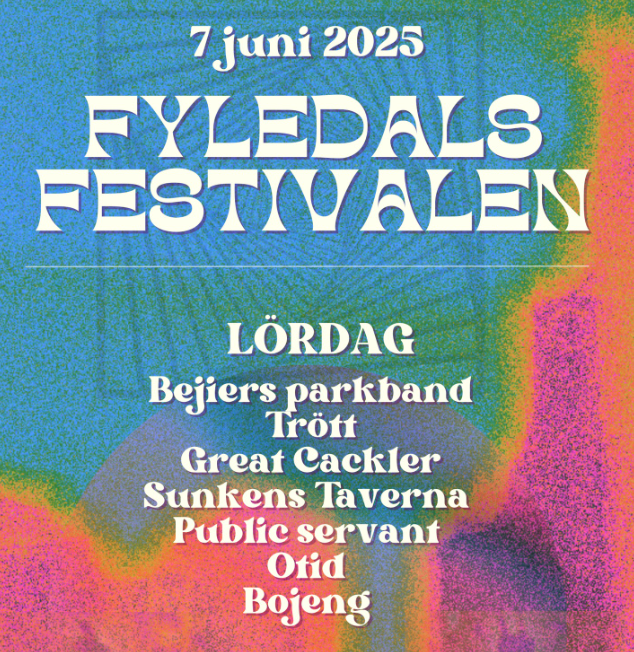 7 juni 2025
FYLEDALS
FESTIVALEN
LÖRDAG
Bejiers parkband
Trött
Great Cackler
Sunkens Taverna
Public servant
Otid
Bojeng